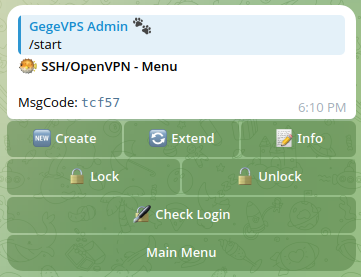 GegeVPS Admin 🐾
/start
🐡 SSH/OpenVPN - Menu
MsgCode: tcf57
6:10 PM
🆕 Create
🔄 Extend
📝 Info
🔒 Lock
🔓 Unlock
Check Login
Main Menu